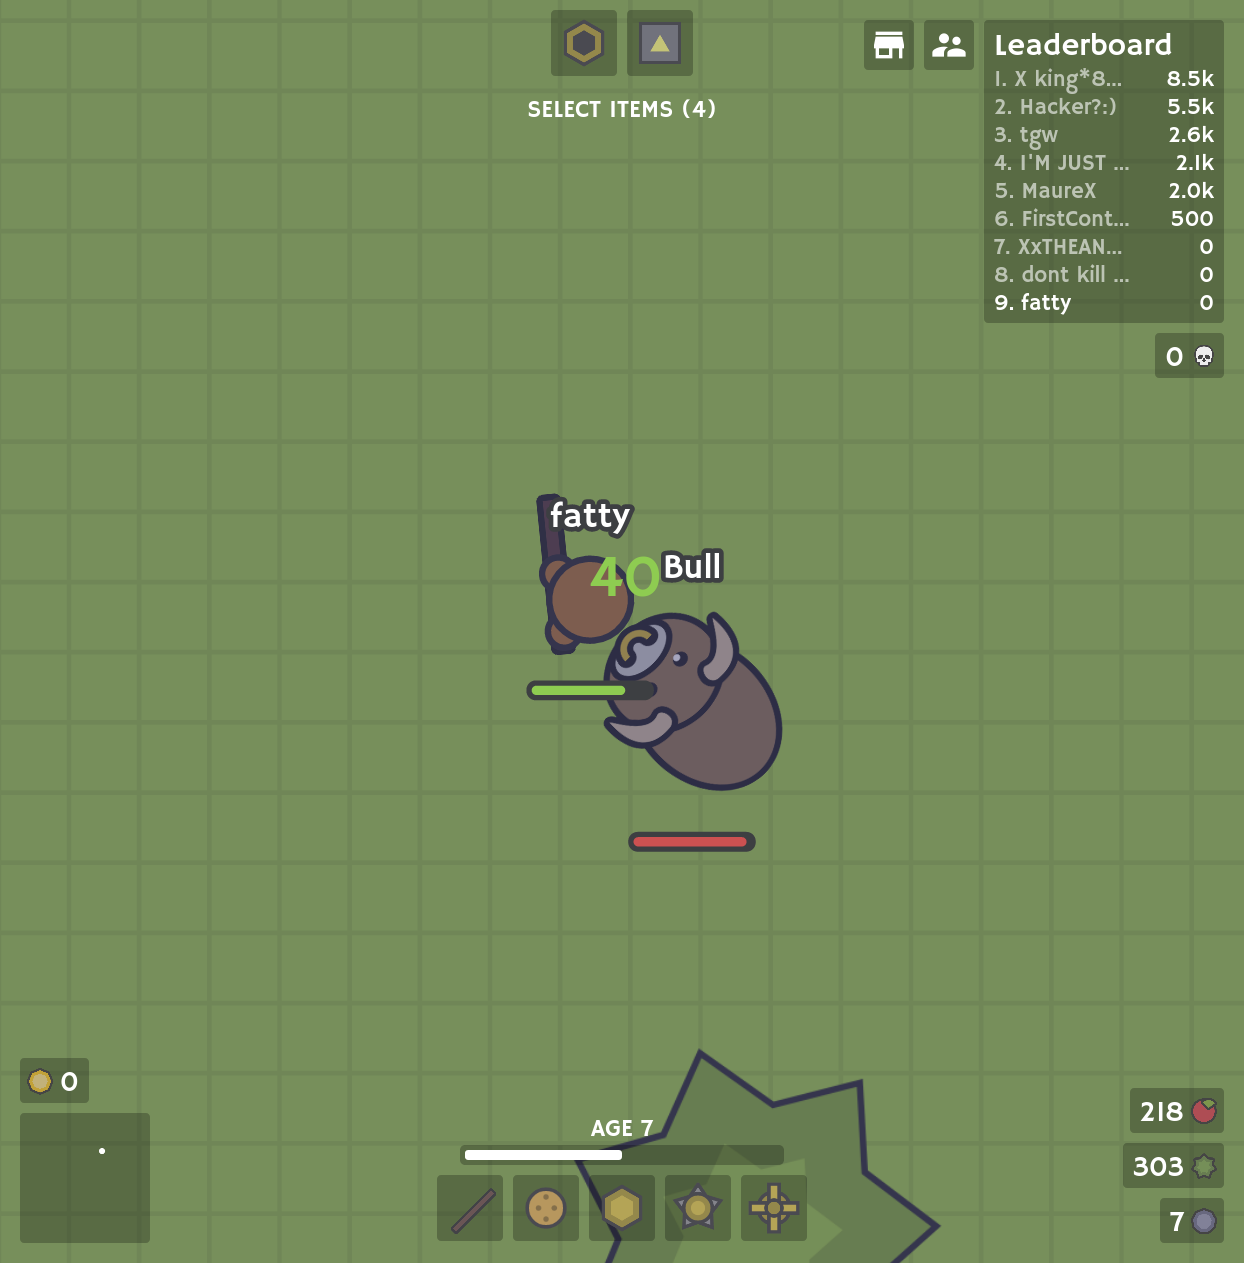 SELECT ITEMS (4)
Leaderboard
1. X king*8... 8.5k
2. Hacker?:) 5.5k
3. tgw 2.6k
4. I'M JUST ... 2.1k
5. MaureX 2.0k
6. FirstCont... 500
7. XxTHEAN... 0
8. dont kill ... 0
9. fatty 0
0
fatty
40
Bull
0
AGE 7
218
303
7